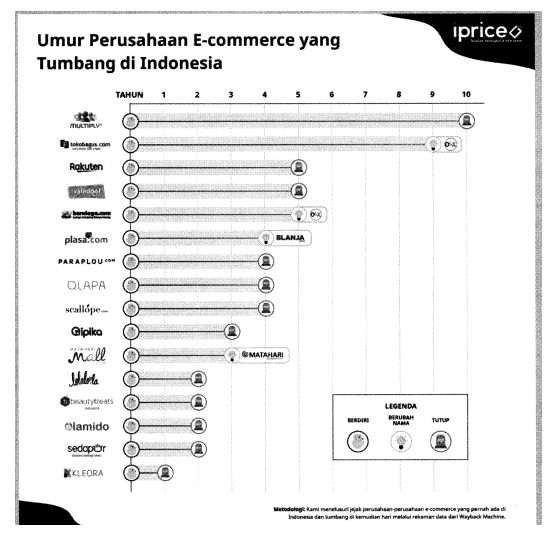 Umur Perusahaan E-commerce yang
Tumbang di Indonesia
iprice
TAHUN 1 2 3 4 5 6 7 8 9 10
MULTIPLY
tokobagus.com
OLX
Rakuten
valadoo
berniaga.com
OLX
plasa.com
BLANJA
PARAPLOU.COM
QLAPA
scallope.com
Cipika
MATAHARI
Mall
MATAHARI
lolalola
beautytreats
lamido
sedapur
KLEORA
LEGENDA
BERDIRI
BERUBAH
NAMA
TUTUP
Metodologi: Kami menelusuri jejak perusahaan-perusahaan e-commerce yang pernah ada di
Indonesia dan tumbang di kemudian hari melalui rekaman data dari Wayback Machine.